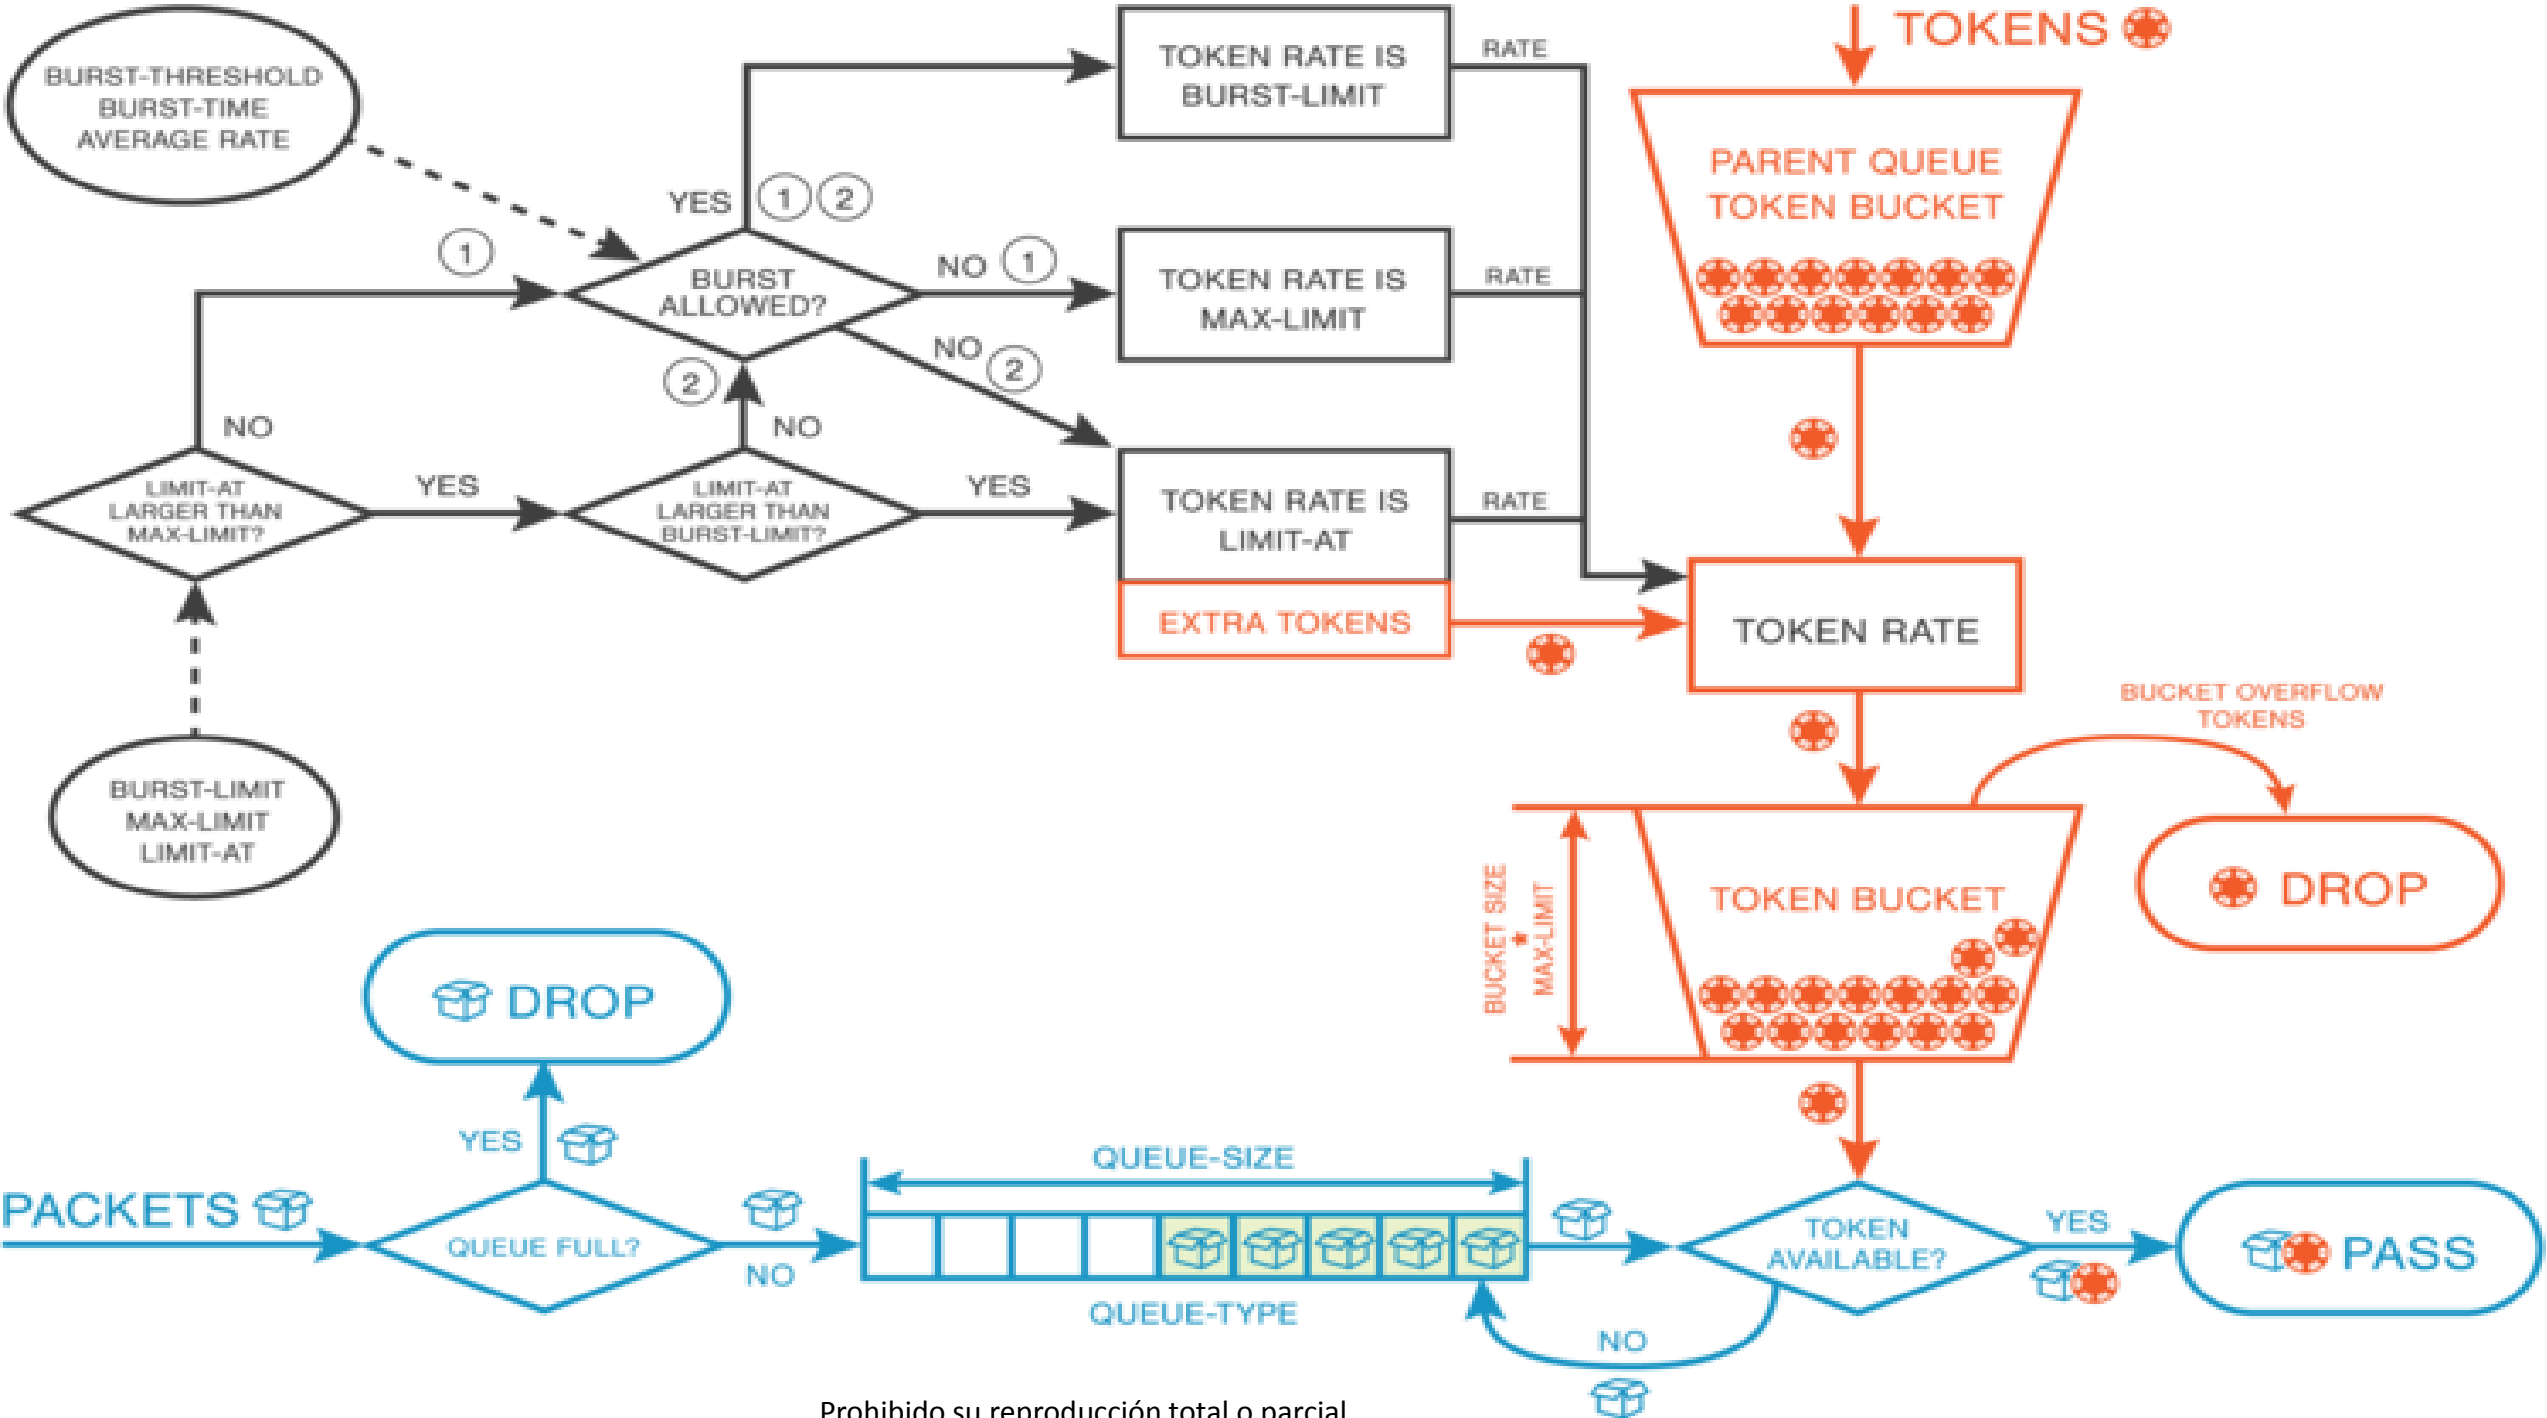 BURST-THRESHOLD
BURST-TIME
AVERAGE RATE
TOKEN RATE IS
BURST-LIMIT
RATE
TOKENS
PARENT QUEUE
TOKEN BUCKET
YES
1
2
1
BURST
ALLOWED?
NO
1
TOKEN RATE IS
MAX-LIMIT
RATE
NO
2
2
NO
NO
LIMIT-AT
LARGER THAN
MAX-LIMIT?
YES
LIMIT-AT
LARGER THAN
BURST-LIMIT?
YES
TOKEN RATE IS
LIMIT-AT
RATE
EXTRA TOKENS
TOKEN RATE
BURST-LIMIT
MAX-LIMIT
LIMIT-AT
BUCKET OVERFLOW
TOKENS
BUCKET SIZE
*
MAX-LIMIT
TOKEN BUCKET
DROP
DROP
YES
PACKETS
QUEUE FULL?
NO
QUEUE-SIZE
QUEUE-TYPE
TOKEN
AVAILABLE?
YES
PASS
NO
Prohibido su reproducción total o parcial